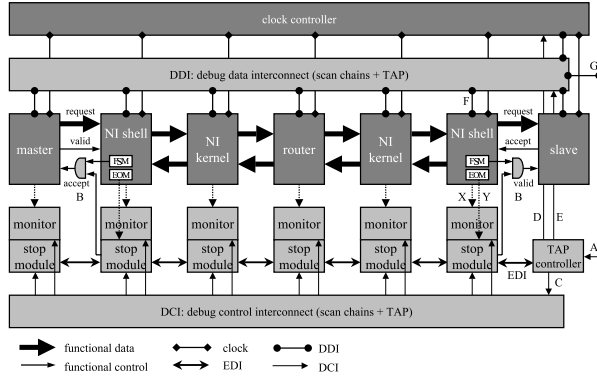 clock controller
G
DDI: debug data interconnect (scan chains + TAP)
F
request
request
master
valid
NI shell
FSM
EOM
accept
B
NI
kernel
router
NI
kernel
NI shell
FSM
EOM
accept
valid
B
slave
X
Y
D
E
monitor
stop
module
monitor
stop
module
monitor
stop
module
monitor
stop
module
monitor
stop
module
monitor
stop
module
TAP
controller
A
EDI
C
DCI: debug control interconnect (scan chains + TAP)
functional data
clock
DDI
functional control
EDI
DCI